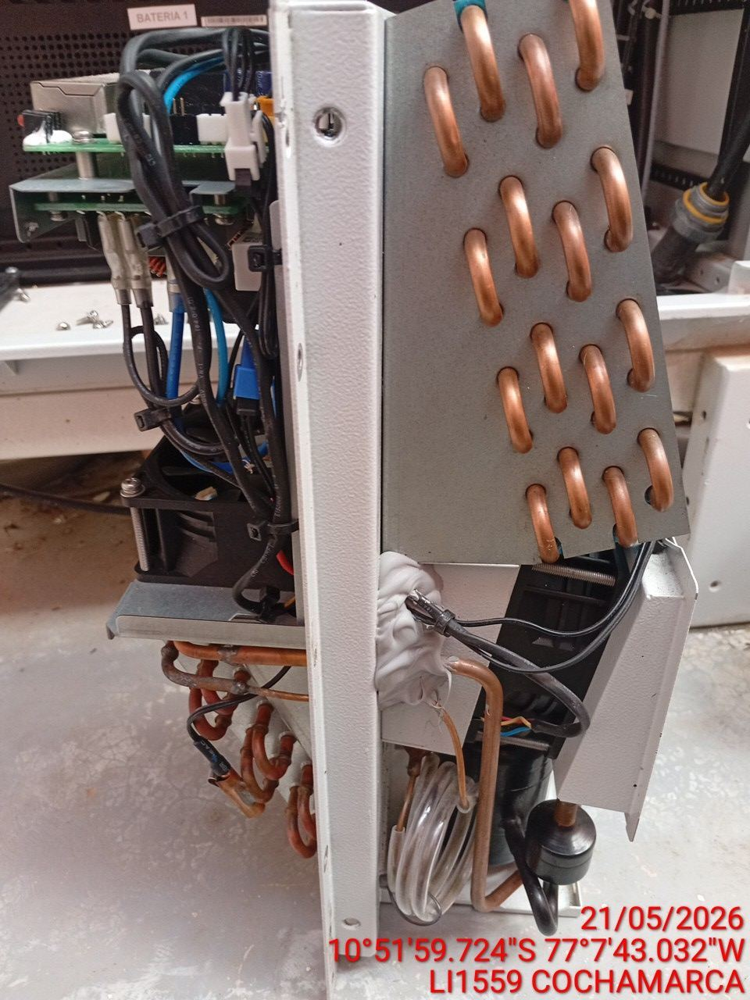 BATERIA 1
21/05/2026
10°51'59.724"S 77°7'43.032"W
LI1559 COCHAMARCA